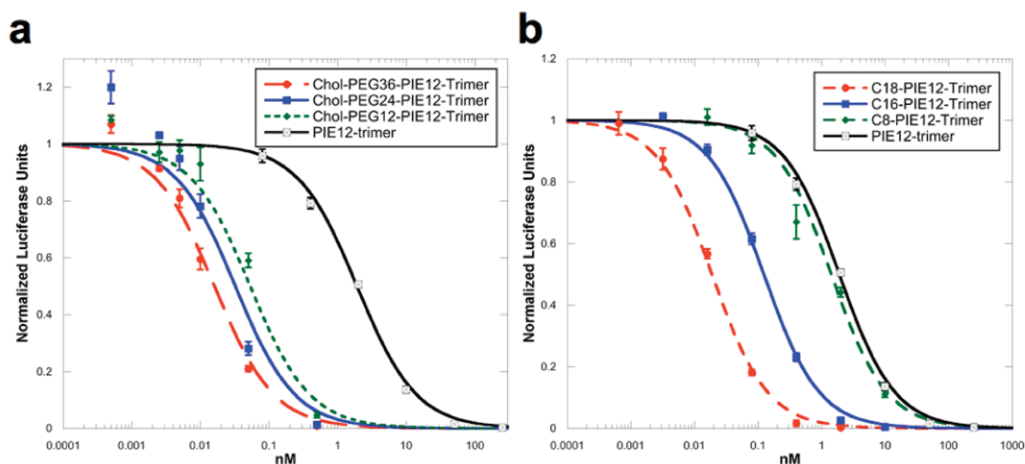 a
Normalized Luciferase Units
1.2
1
0.8
0.6
0.4
0.2
0
Chol-PEG36-PIE12-Trimer
Chol-PEG24-PIE12-Trimer
Chol-PEG12-PIE12-Trimer
PIE12-trimer
0.0001 0.001 0.01 0.1 1 10 100
nM
b
Normalized Luciferase Units
1.2
1
0.8
0.6
0.4
0.2
0
C18-PIE12-Trimer
C16-PIE12-Trimer
C8-PIE12-Trimer
PIE12-trimer
0.0001 0.001 0.01 0.1 1 10 100 1000
nM